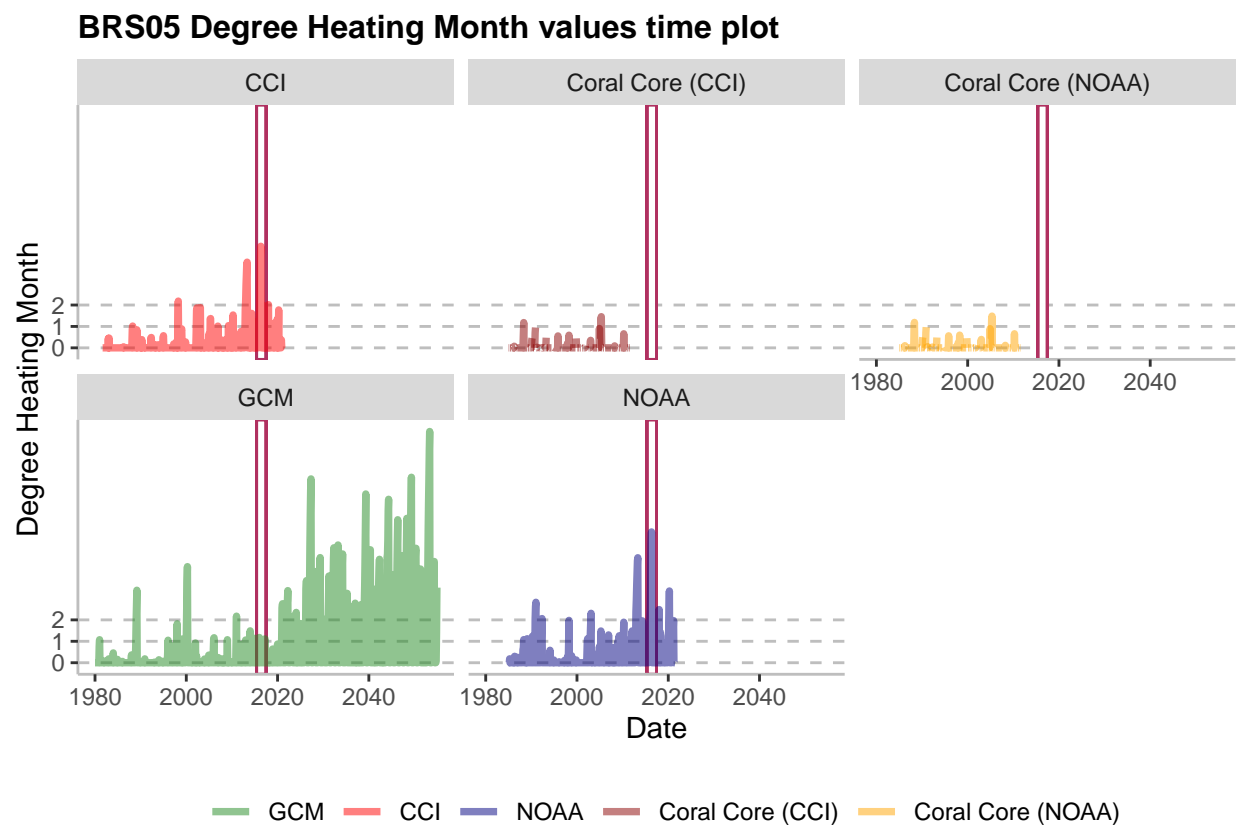 BRS05 Degree Heating Month values time plot
CCI
Coral Core (CCI)
Coral Core (NOAA)
Degree Heating Month
2
1
0
1980 2000 2020 2040
GCM
NOAA
2
1
0
1980 2000 2020 2040
1980 2000 2020 2040
Date
GCM CCI NOAA Coral Core (CCI) Coral Core (NOAA)